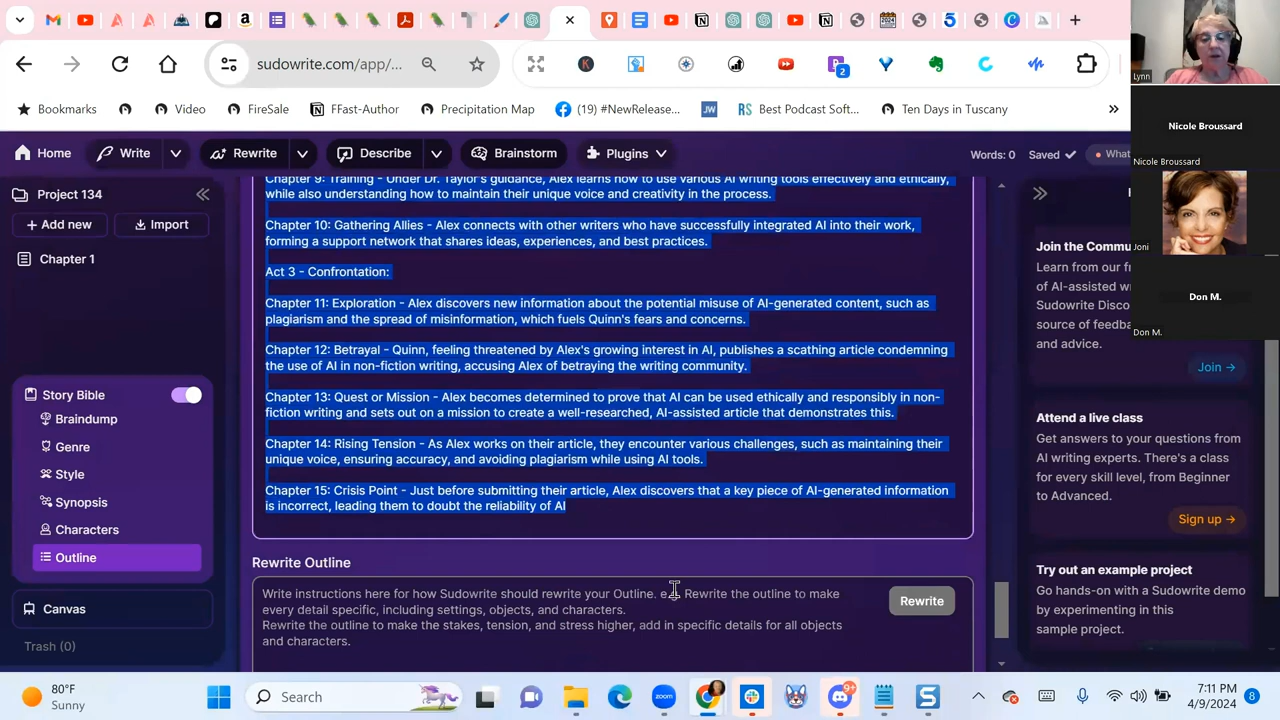 sudowrite.com/app/...
2
Bookmarks
Video
FireSale
FFast-Author
Precipitation Map
(19) #NewRelease...
JW
RS Best Podcast Soft...
Ten Days in Tuscany
»
Lynn
Nicole Broussard
Nicole Broussard
Joni
Don M.
Don M.
Home
Write
Rewrite
Describe
Brainstorm
Plugins
Words: 0
Saved
What
Project 134
+ Add new
Import
Chapter 1
Story Bible
Braindump
Genre
Style
Synopsis
Characters
Outline
Canvas
Trash (0)
Chapter 9: Training - Under Dr. Taylor's guidance, Alex learns how to use various AI writing tools effectively and ethically,
while also understanding how to maintain their unique voice and creativity in the process.
Chapter 10: Gathering Allies - Alex connects with other writers who have successfully integrated AI into their work,
forming a support network that shares ideas, experiences, and best practices.
Act 3 - Confrontation:
Chapter 11: Exploration - Alex discovers new information about the potential misuse of AI-generated content, such as
plagiarism and the spread of misinformation, which fuels Quinn's fears and concerns.
Chapter 12: Betrayal - Quinn, feeling threatened by Alex's growing interest in AI, publishes a scathing article condemning
the use of AI in non-fiction writing, accusing Alex of betraying the writing community.
Chapter 13: Quest or Mission - Alex becomes determined to prove that AI can be used ethically and responsibly in non-
fiction writing and sets out on a mission to create a well-researched, AI-assisted article that demonstrates this.
Chapter 14: Rising Tension - As Alex works on their article, they encounter various challenges, such as maintaining their
unique voice, ensuring accuracy, and avoiding plagiarism while using AI tools.
Chapter 15: Crisis Point - Just before submitting their article, Alex discovers that a key piece of AI-generated information
is incorrect, leading them to doubt the reliability of AI
Rewrite Outline
Write instructions here for how Sudowrite should rewrite your Outline. e. Rewrite the outline to make
every detail specific, including settings, objects, and characters.
Rewrite the outline to make the stakes, tension, and stress higher, add in specific details for all objects
and characters.
Rewrite
Join the Commu
Learn from our f
of AI-assisted w
Sudowrite Disco
source of feedba
and advice.
Join →
Attend a live class
Get answers to your questions from
AI writing experts. There's a class
for every skill level, from Beginner
to Advanced.
Sign up →
Try out an example project
Go hands-on with a Sudowrite demo
by experimenting in this
sample project.
80°F
Sunny
Search
zoom
9+
7:11 PM
4/9/2024
8